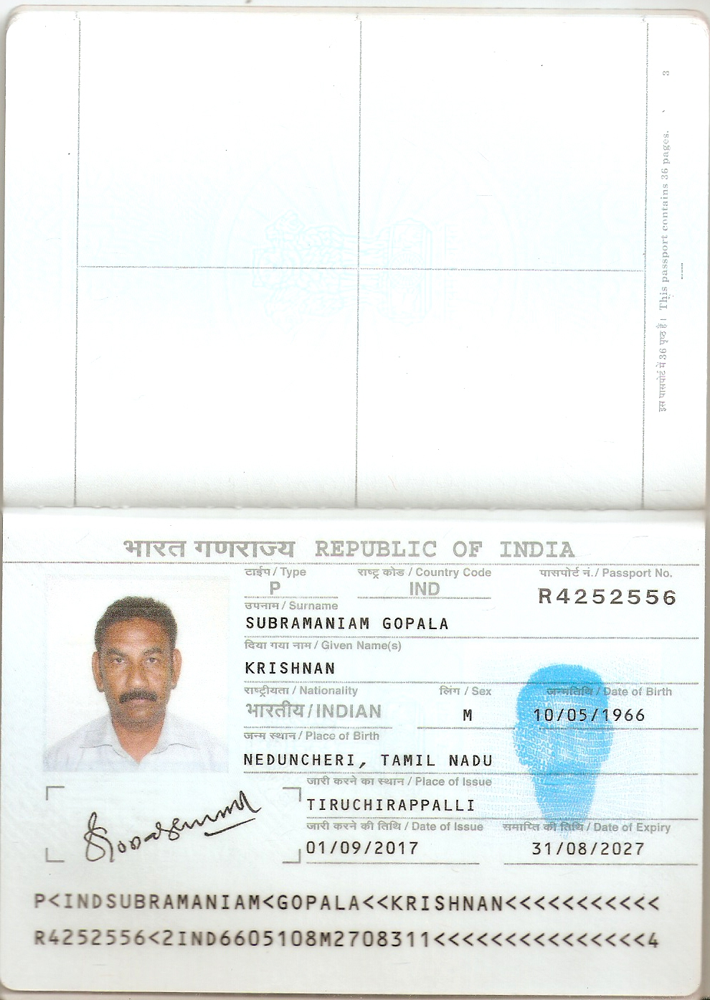 3
इस पासपोर्ट में 36 पृष्ठ हैं। This passport contains 36 pages.
भारत गणराज्य REPUBLIC OF INDIA
टाईप / Type राष्ट्र कोड / Country Code पासपोर्ट नं./ Passport No.
P IND R4252556
उपनाम / Surname
SUBRAMANIAM GOPALA
दिया गया नाम / Given Name(s)
KRISHNAN
राष्ट्रीयता / Nationality लिंग / Sex जन्मतिथि / Date of Birth
भारतीय/INDIAN M 10/05/1966
जन्म स्थान / Place of Birth
NEDUNCHERI, TAMIL NADU
जारी करने का स्थान / Place of Issue
TIRUCHIRAPPALLI
जारी करने की तिथि / Date of Issue समाप्ति की तिथि / Date of Expiry
01/09/2017 31/08/2027
P<INDSUBRAMANIAM<GOPALA<<KRISHNAN<<<<<<<<<<<
R4252556<2IND6605108M2708311<<<<<<<<<<<<<<<4